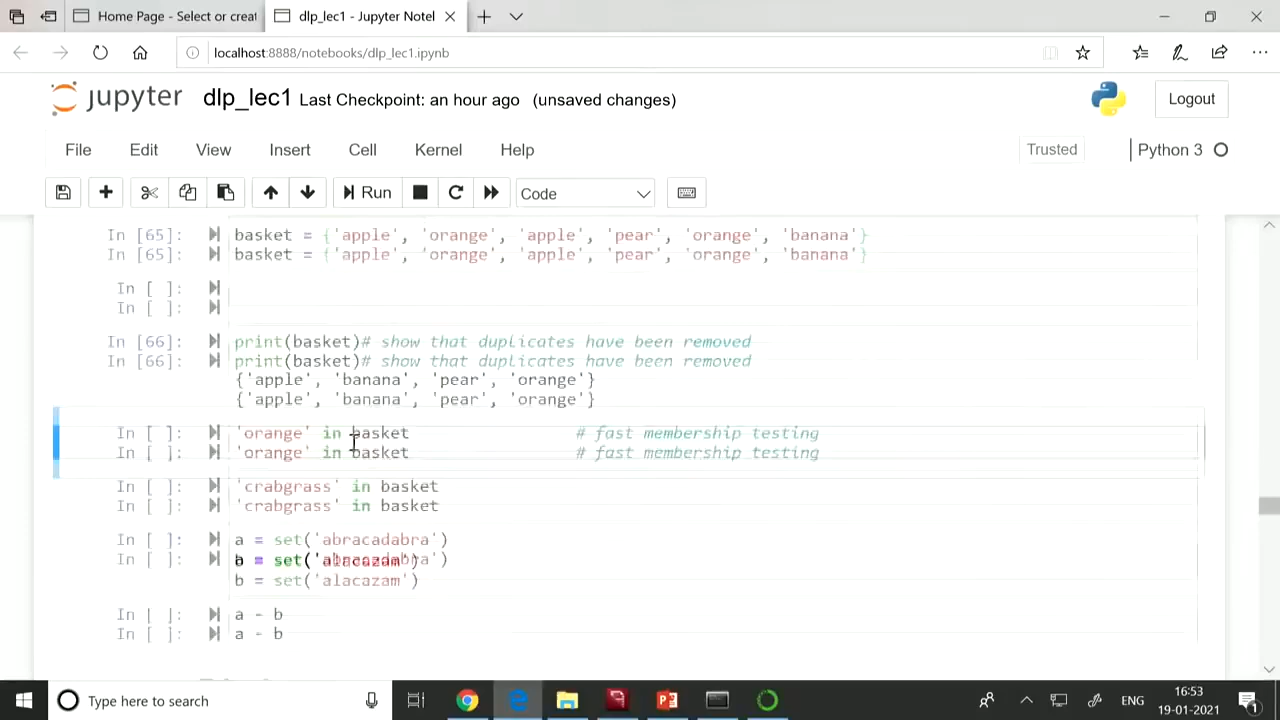 Home Page - Select or creat
dlp_lec1 - Jupyter Notel
localhost:8888/notebooks/dlp_lec1.ipynb
jupyter dlp_lec1 Last Checkpoint: an hour ago (unsaved changes)
Logout
File Edit View Insert Cell Kernel Help
Trusted Python 3
Run Code
In [65]: basket = {'apple', 'orange', 'apple', 'pear', 'orange', 'banana'}
In [65]: basket = {'apple', 'orange', 'apple', 'pear', 'orange', 'banana'}
In [ ]:
In [ ]:
In [66]: print(basket)# show that duplicates have been removed
In [66]: print(basket)# show that duplicates have been removed
{'apple', 'banana', 'pear', 'orange'}
{'apple', 'banana', 'pear', 'orange'}
In [ ]: 'orange' in basket # fast membership testing
In [ ]: 'orange' in basket # fast membership testing
In [ ]: 'crabgrass' in basket
In [ ]: 'crabgrass' in basket
In [ ]: a = set('abracadabra')
In [ ]: b = set('alacazam')
b = set('alacazam')
In [ ]: a - b
In [ ]: a - b
Type here to search
ENG
16:53
19-01-2021
1